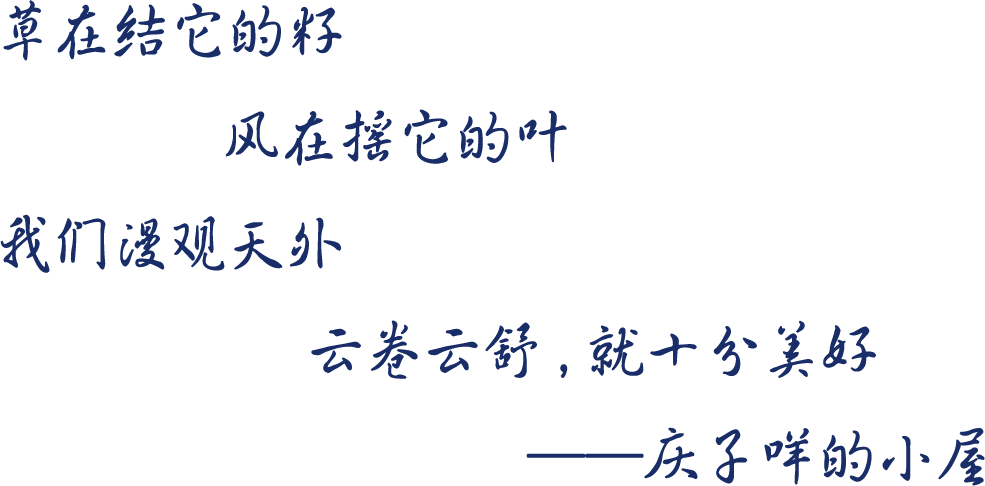 草在结它的籽
风在摇它的叶
我们漫观天外
云卷云舒，就十分美好
——庆子咩的小屋